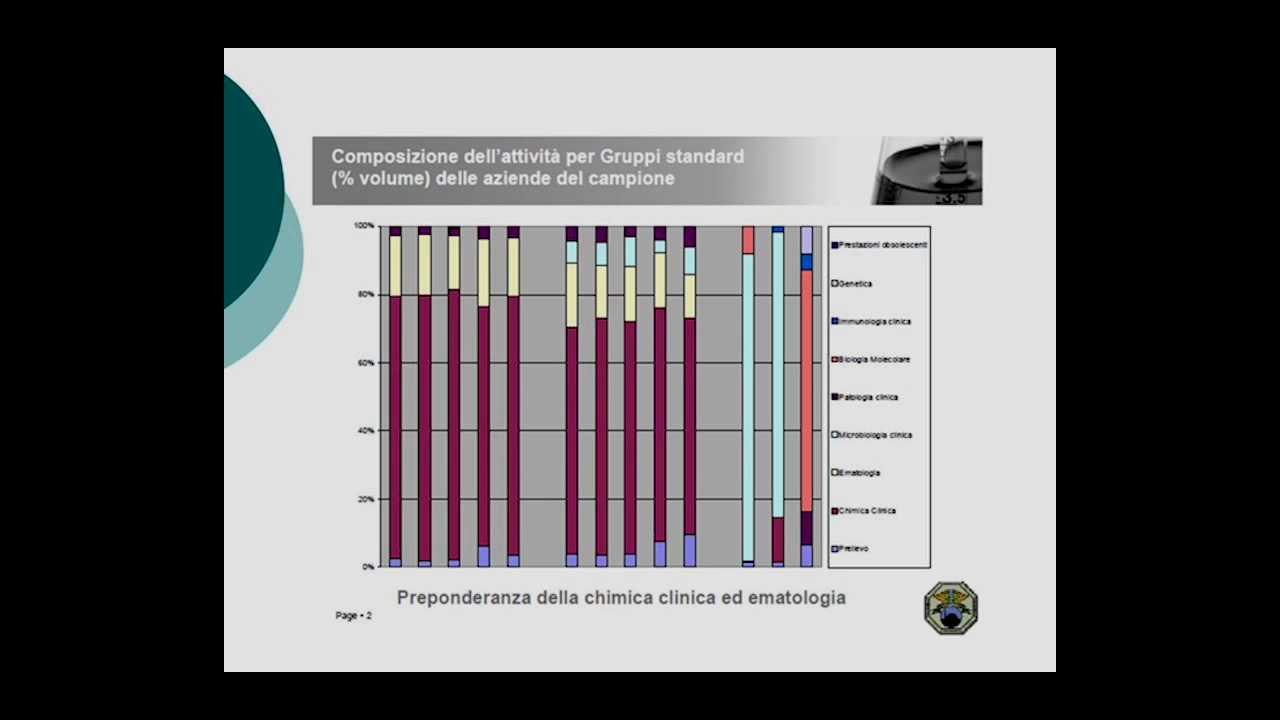 Composizione dell'attività per Gruppi standard
(% volume) delle aziende del campione
3.5
100%
80%
60%
40%
20%
0%
Prestazioni obsolescenti
Genetica
Immunologia clinica
Biologia Molecolare
Patologia clinica
Microbiologia clinica
Ematologia
Chimica Clinica
Prelievo
Preponderanza della chimica clinica ed ematologia
Page ▪ 2